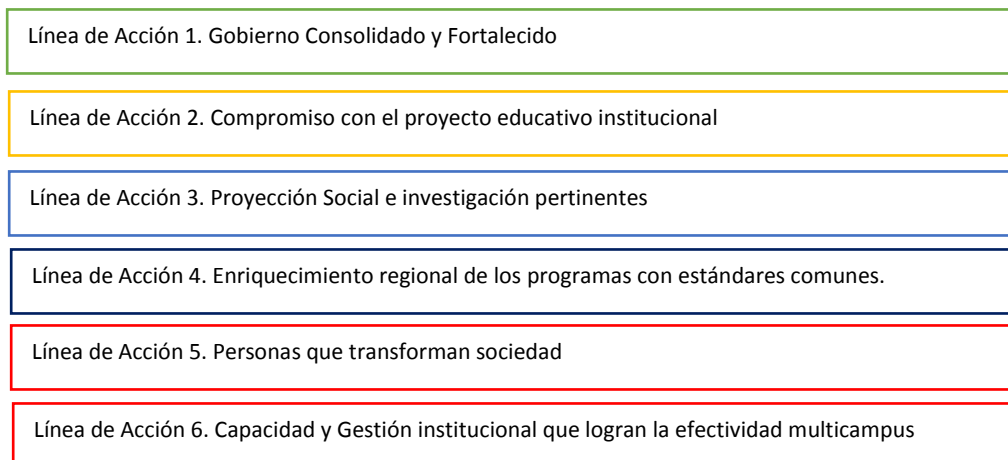 Línea de Acción 1. Gobierno Consolidado y Fortalecido
Línea de Acción 2. Compromiso con el proyecto educativo institucional
Línea de Acción 3. Proyección Social e investigación pertinentes
Línea de Acción 4. Enriquecimiento regional de los programas con estándares comunes.
Línea de Acción 5. Personas que transforman sociedad
Línea de Acción 6. Capacidad y Gestión institucional que logran la efectividad multicampus